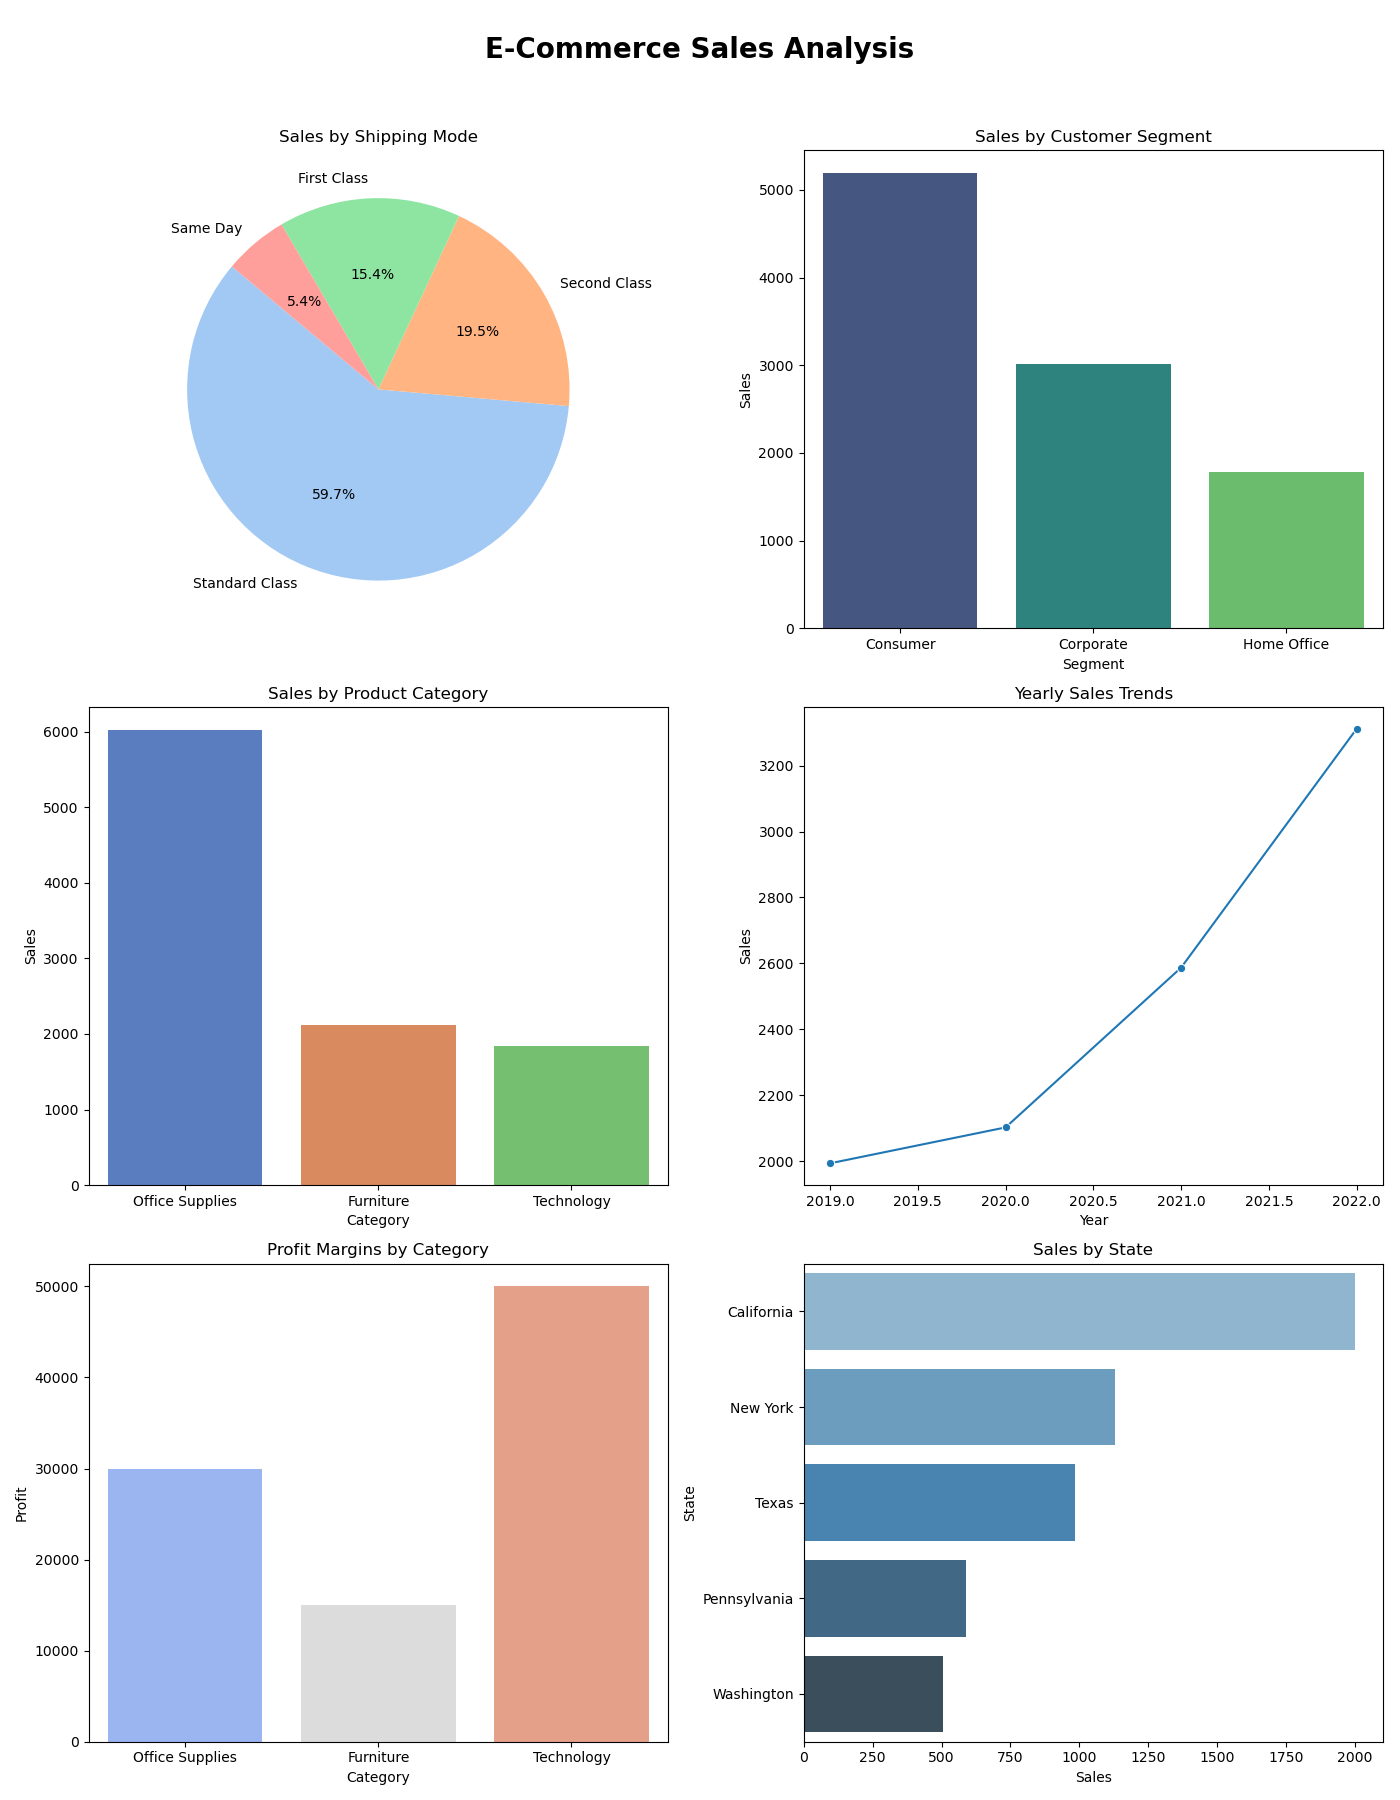 E-Commerce Sales Analysis
Sales by Shipping Mode
First Class
Same Day
Second Class
15.4%
5.4%
19.5%
59.7%
Standard Class
Sales by Customer Segment
5000
4000
3000
2000
1000
0
Sales
Consumer Corporate Home Office
Segment
Sales by Product Category
6000
5000
4000
3000
2000
1000
0
Sales
Office Supplies Furniture Technology
Category
Yearly Sales Trends
3200
3000
2800
2600
2400
2200
2000
Sales
2019.0 2019.5 2020.0 2020.5 2021.0 2021.5 2022.0
Year
Profit Margins by Category
50000
40000
30000
20000
10000
0
Profit
Office Supplies Furniture Technology
Category
Sales by State
California
New York
Texas
Pennsylvania
Washington
State
0 250 500 750 1000 1250 1500 1750 2000
Sales